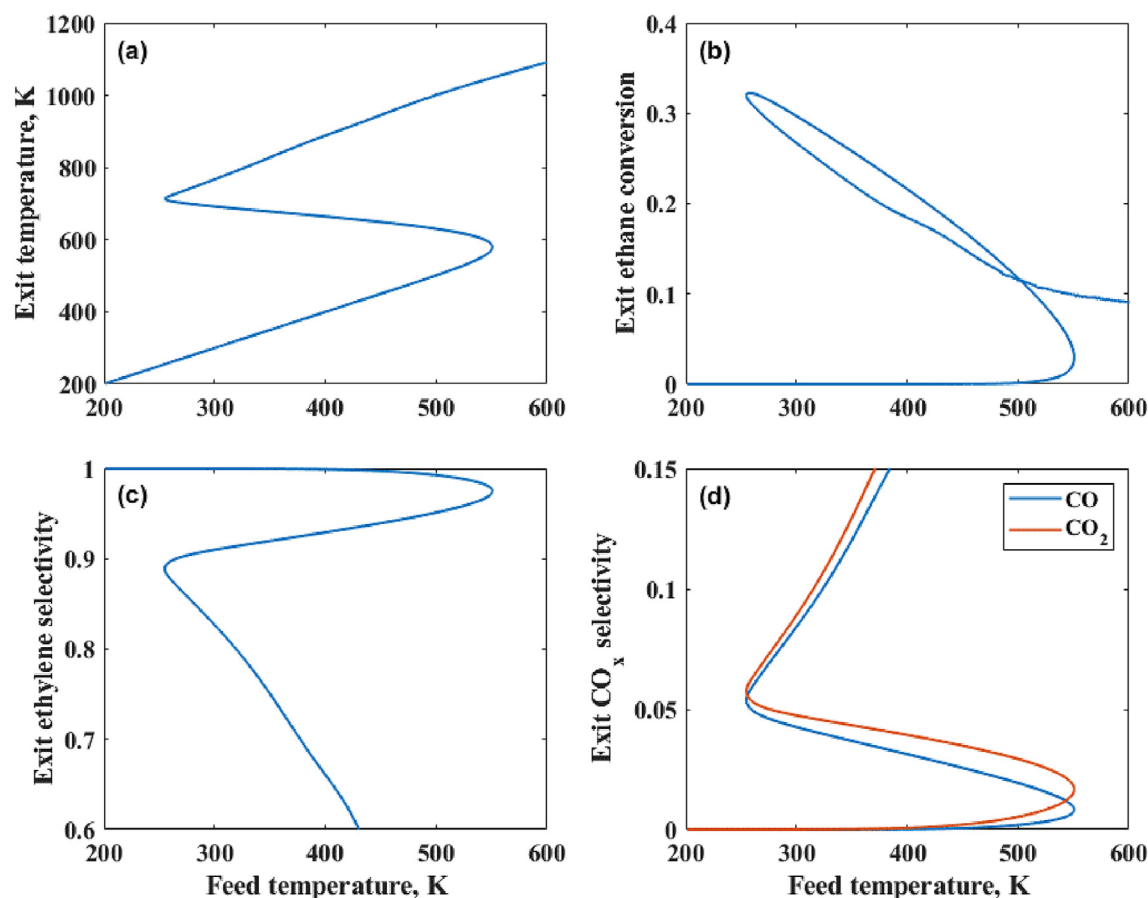 (a)
1200
1000
800
600
400
200
Exit temperature, K
200 300 400 500 600
(b)
0.4
0.3
0.2
0.1
0
Exit ethane conversion
200 300 400 500 600
(c)
1
0.9
0.8
0.7
0.6
Exit ethylene selectivity
200 300 400 500 600
Feed temperature, K
(d)
0.15
0.1
0.05
0
Exit COx selectivity
CO
CO2
200 300 400 500 600
Feed temperature, K